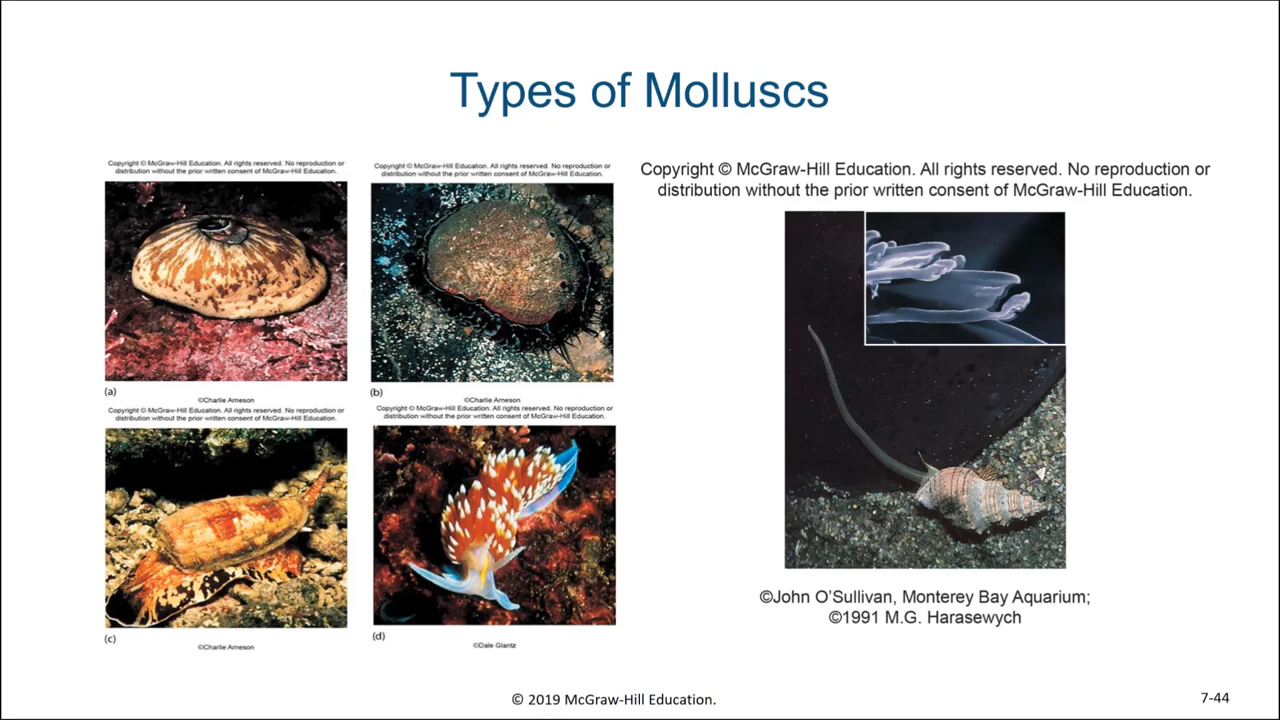 Types of Molluscs
Copyright © McGraw-Hill Education. All rights reserved. No reproduction or
distribution without the prior written consent of McGraw-Hill Education.
(a)
©Charlie Arneson
Copyright © McGraw-Hill Education. All rights reserved. No reproduction or
distribution without the prior written consent of McGraw-Hill Education.
(b)
©Charlie Arneson
Copyright © McGraw-Hill Education. All rights reserved. No reproduction or
distribution without the prior written consent of McGraw-Hill Education.
(c)
©Charlie Arneson
Copyright © McGraw-Hill Education. All rights reserved. No reproduction or
distribution without the prior written consent of McGraw-Hill Education.
(d)
©Dale Glantz
Copyright © McGraw-Hill Education. All rights reserved. No reproduction or
distribution without the prior written consent of McGraw-Hill Education.
©John O’Sullivan, Monterey Bay Aquarium;
©1991 M.G. Harasewych
© 2019 McGraw-Hill Education.
7-44